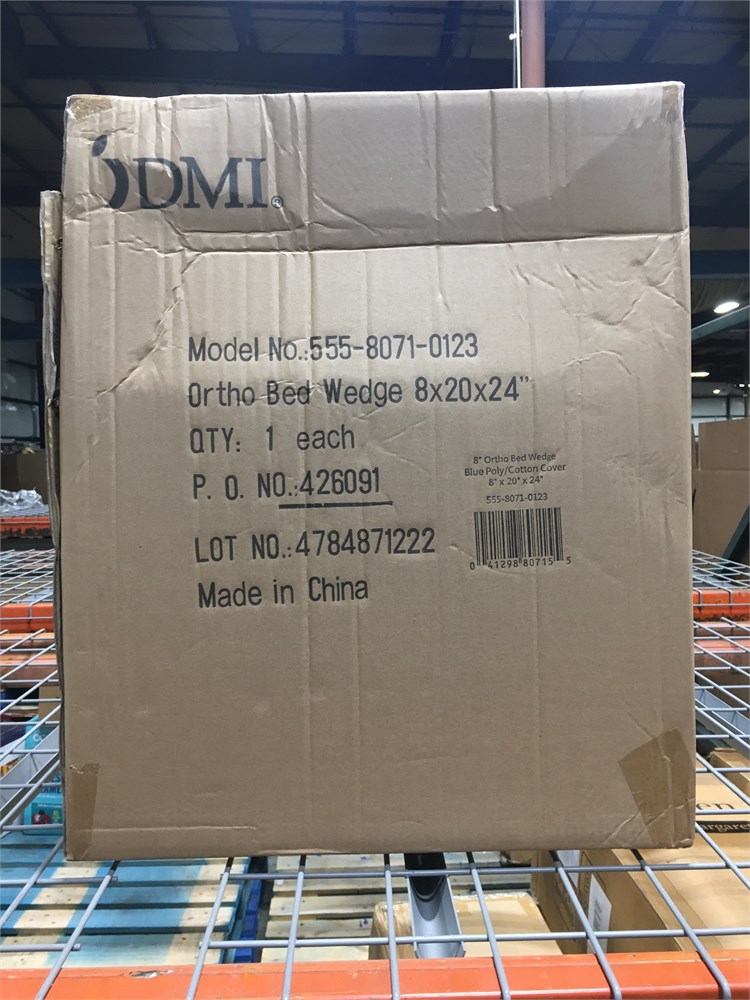 DMI®
Model No.:555-8071-0123
Ortho Bed Wedge 8x20x24"
QTY: 1 each
P. O. NO.:426091
LOT NO.:4784871222
Made in China
8" Ortho Bed Wedge
Blue Poly/Cotton Cover
8" x 20" x 24"
555-8071-0123
0 41298 80715 5